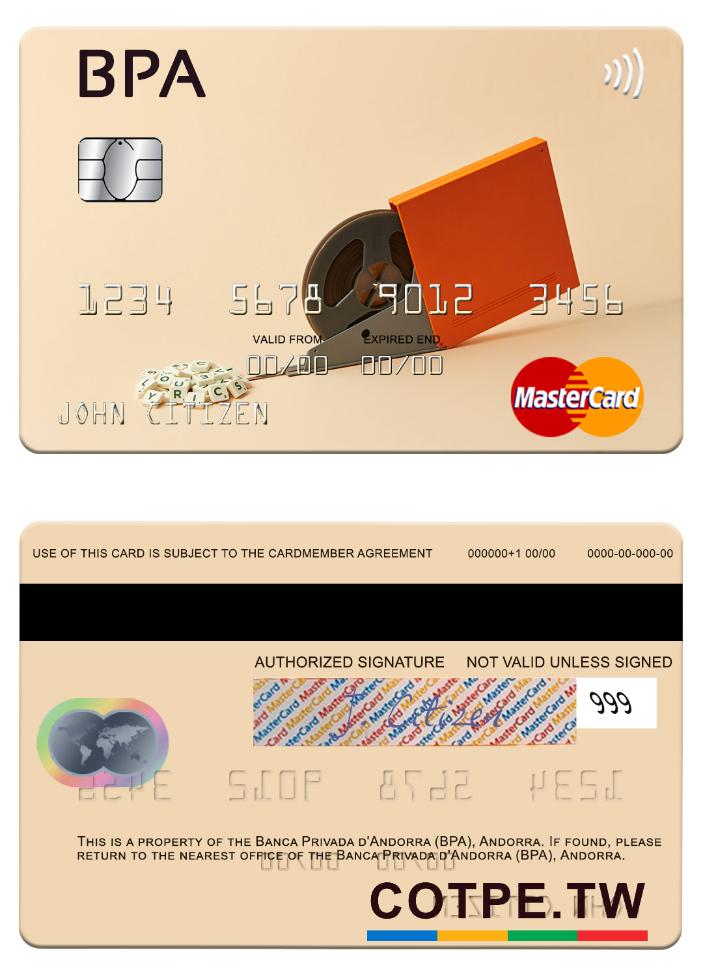 BPA
1234 5678 9012 3456
VALID FROM EXPIRED END
00/00 00/00
LYRICS
JOHN CITIZEN
MasterCard
USE OF THIS CARD IS SUBJECT TO THE CARDMEMBER AGREEMENT 000000+1 00/00 0000-00-000-00
AUTHORIZED SIGNATURE NOT VALID UNLESS SIGNED
J Citizen
999
THIS IS A PROPERTY OF THE BANCA PRIVADA D'ANDORRA (BPA), ANDORRA. IF FOUND, PLEASE
RETURN TO THE NEAREST OFFICE OF THE BANCA PRIVADA D'ANDORRA (BPA), ANDORRA.
COTPE.TW